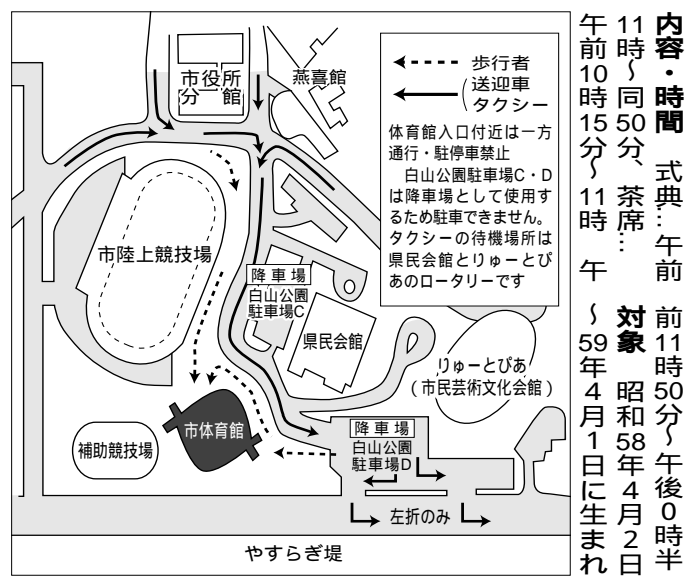 内容・時間　式典…午前
11時〜同50分、茶席…
午前10時15分〜11時　午
前11時50分〜午後0時半
対象　昭和58年4月2日
〜59年4月1日に生まれ
市役所
分館
燕喜館
歩行者
送迎車
タクシー
体育館入口付近は一方
通行・駐停車禁止
　白山公園駐車場C・D
は降車場として使用す
るため駐車できません。
タクシーの待機場所は
県民会館とりゅーとぴ
あのロータリーです
市陸上競技場
降車場
白山公園
駐車場C
県民会館
りゅーとぴあ
（市民芸術文化会館）
市体育館
補助競技場
降車場
白山公園
駐車場D
左折のみ
やすらぎ堤